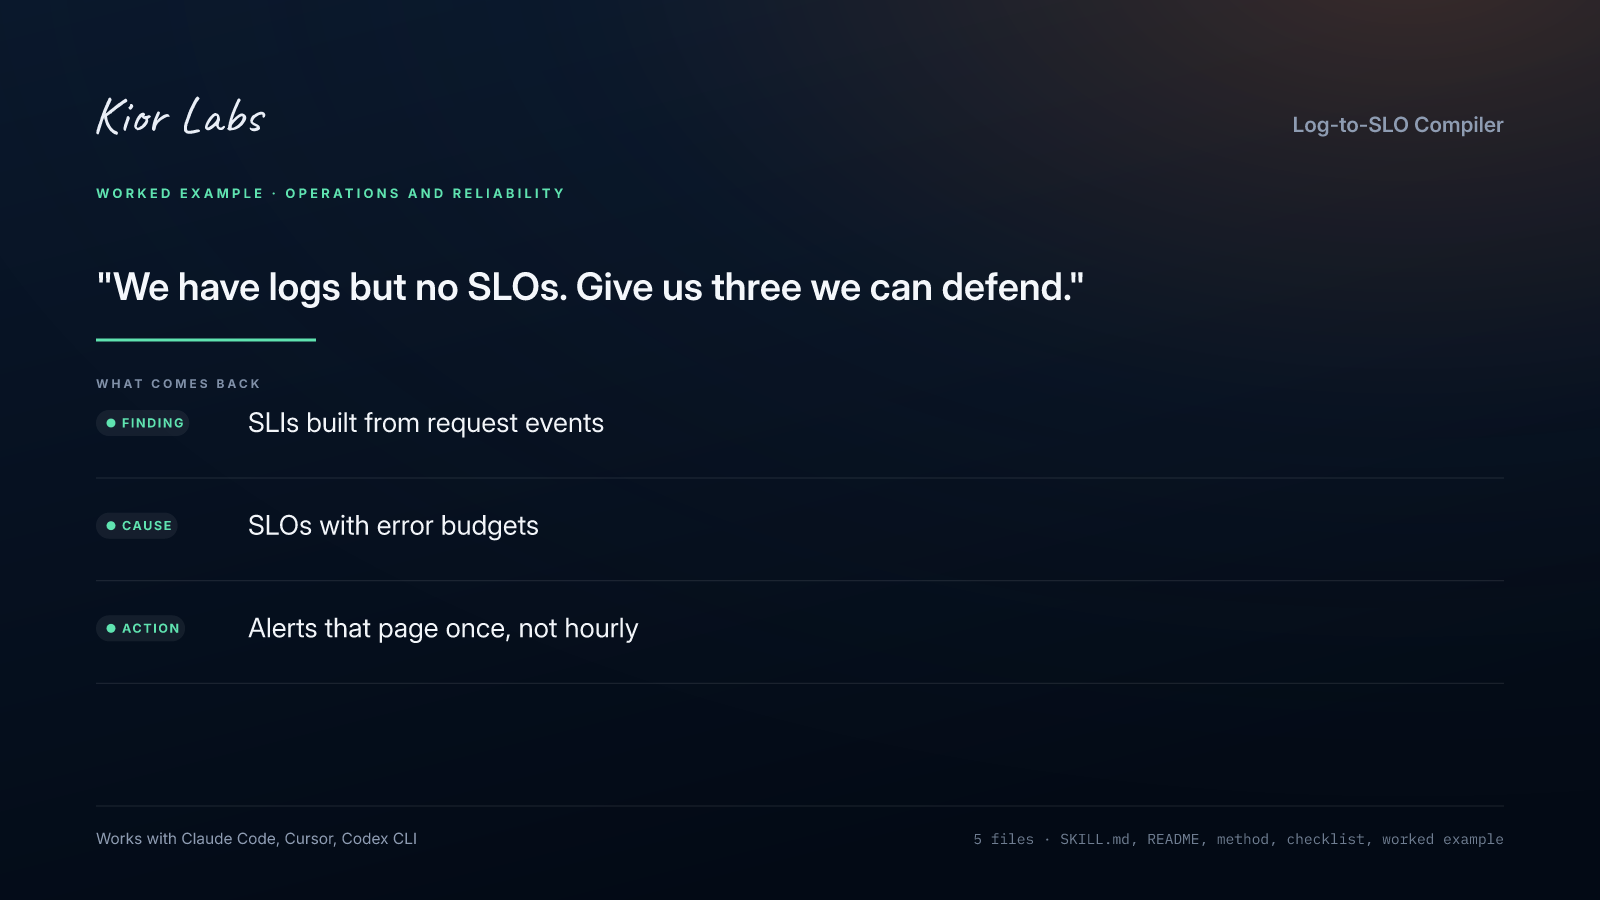 Kior Labs
Log-to-SLO Compiler
WORKED EXAMPLE · OPERATIONS AND RELIABILITY
"We have logs but no SLOs. Give us three we can defend."
WHAT COMES BACK
FINDING
SLIs built from request events
CAUSE
SLOs with error budgets
ACTION
Alerts that page once, not hourly
Works with Claude Code, Cursor, Codex CLI
5 files · SKILL.md, README, method, checklist, worked example